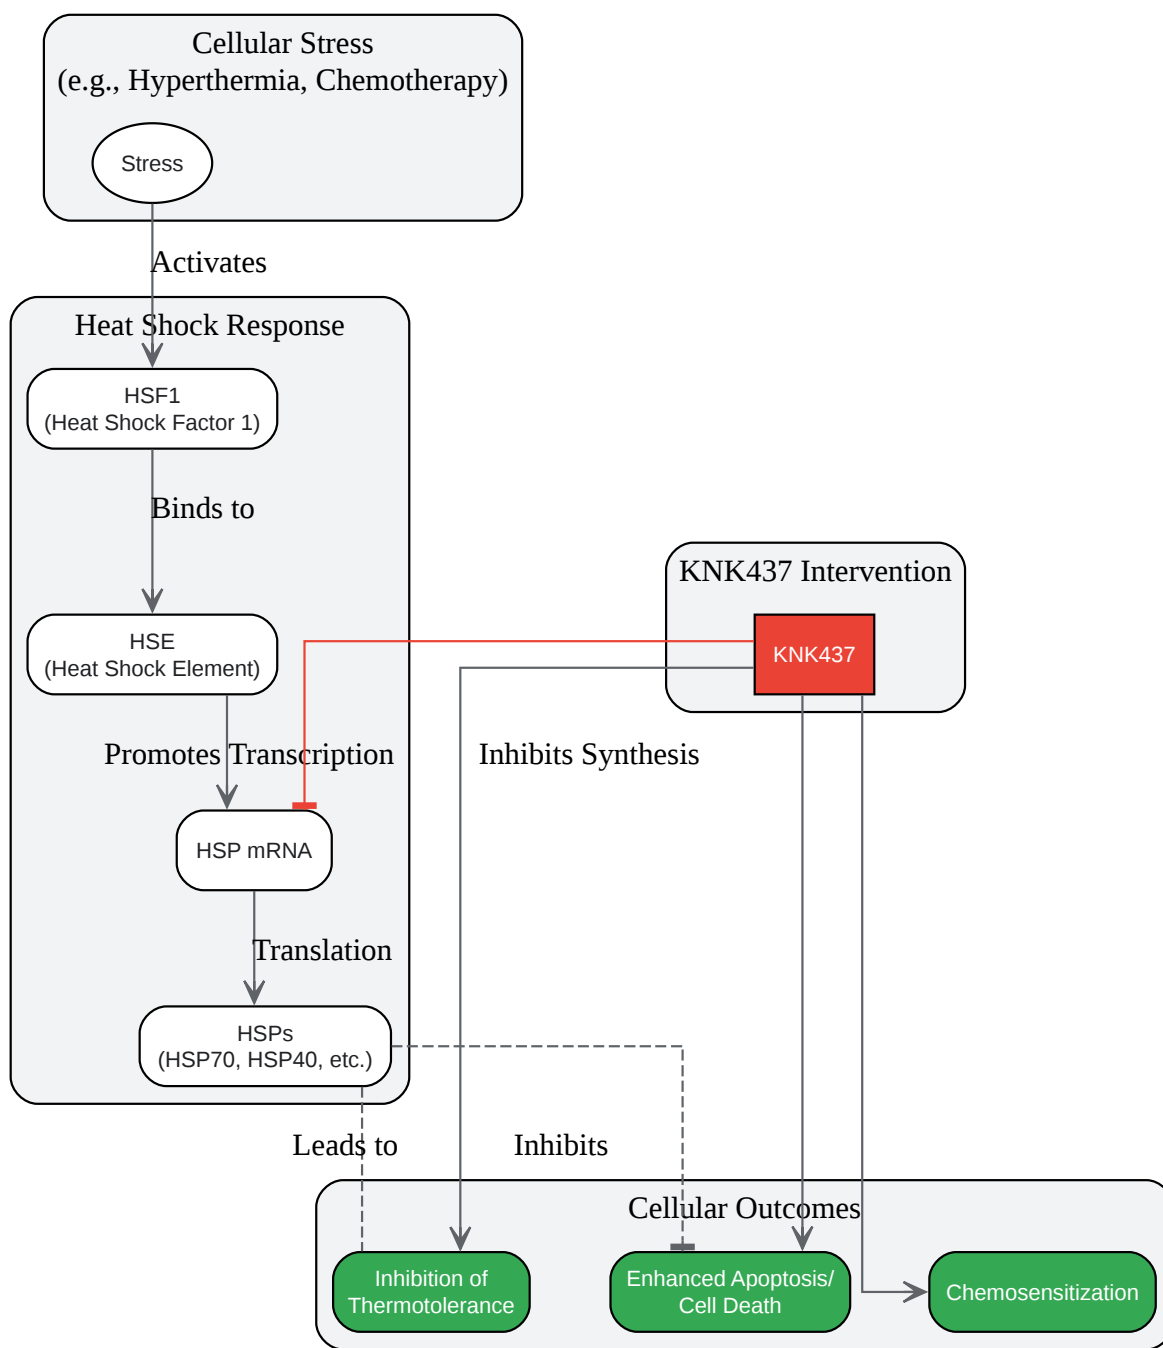 Cellular Stress
(e.g., Hyperthermia, Chemotherapy)
Stress
Activates
Heat Shock Response
HSF1
(Heat Shock Factor 1)
Binds to
KNK437 Intervention
HSE
(Heat Shock Element)
KNK437
Promotes Transcription
Inhibits Synthesis
HSP mRNA
Translation
HSPs
(HSP70, HSP40, etc.)
Leads to
Inhibits
Cellular Outcomes
Inhibition of
Thermotolerance
Enhanced Apoptosis/
Cell Death
Chemosensitization